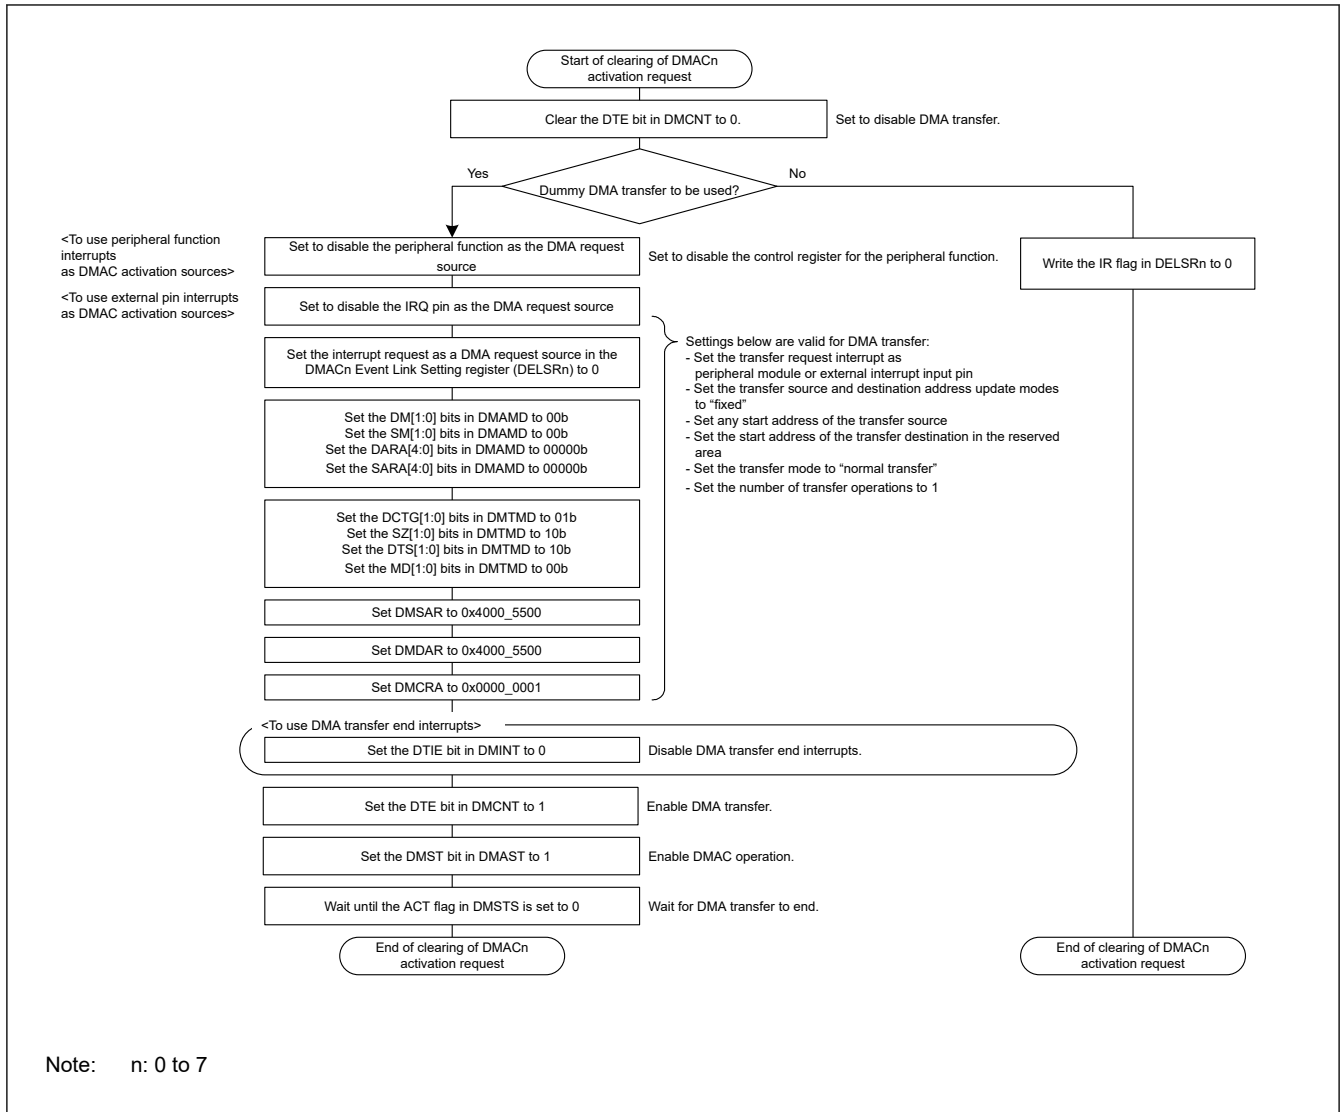 Start of clearing of DMACn
activation request
Clear the DTE bit in DMCNT to 0.
Set to disable DMA transfer.
Yes
No
Dummy DMA transfer to be used?
<To use peripheral function
interrupts
as DMAC activation sources>
Set to disable the peripheral function as the DMA request
source
Set to disable the control register for the peripheral function.
Write the IR flag in DELSRn to 0
<To use external pin interrupts
as DMAC activation sources>
Set to disable the IRQ pin as the DMA request source
Set the interrupt request as a DMA request source in the
DMACn Event Link Setting register (DELSRn) to 0
Settings below are valid for DMA transfer:
- Set the transfer request interrupt as
peripheral module or external interrupt input pin
- Set the transfer source and destination address update modes
to “fixed”
- Set any start address of the transfer source
- Set the start address of the transfer destination in the reserved
area
- Set the transfer mode to “normal transfer”
- Set the number of transfer operations to 1
Set the DM[1:0] bits in DMAMD to 00b
Set the SM[1:0] bits in DMAMD to 00b
Set the DARA[4:0] bits in DMAMD to 00000b
Set the SARA[4:0] bits in DMAMD to 00000b
Set the DCTG[1:0] bits in DMTMD to 01b
Set the SZ[1:0] bits in DMTMD to 10b
Set the DTS[1:0] bits in DMTMD to 10b
Set the MD[1:0] bits in DMTMD to 00b
Set DMSAR to 0x4000_5500
Set DMDAR to 0x4000_5500
Set DMCRA to 0x0000_0001
<To use DMA transfer end interrupts>
Set the DTIE bit in DMINT to 0
Disable DMA transfer end interrupts.
Set the DTE bit in DMCNT to 1
Enable DMA transfer.
Set the DMST bit in DMAST to 1
Enable DMAC operation.
Wait until the ACT flag in DMSTS is set to 0
Wait for DMA transfer to end.
End of clearing of DMACn
activation request
End of clearing of DMACn
activation request
Note: n: 0 to 7